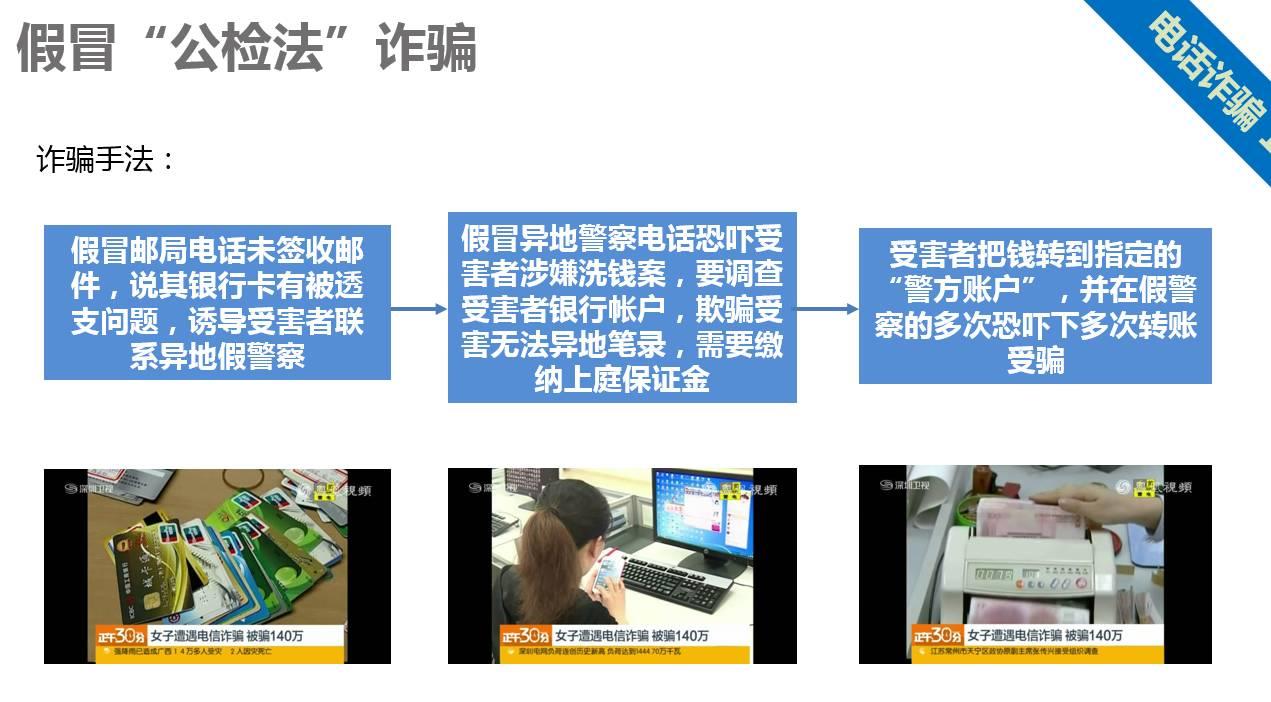 假冒“公检法”诈骗
电话诈骗
诈骗手法：
假冒邮局电话未签收邮
件，说其银行卡有被透
支问题，诱导受害者联
系异地假警察
假冒异地警察电话恐吓受
害者涉嫌洗钱案，要调查
受害者银行帐户，欺骗受
害无法异地笔录，需要缴
纳上庭保证金
受害者把钱转到指定的
“警方账户”，并在假警
察的多次恐吓下多次转账
受骗
深圳卫视
视频
正午30分 女子遭遇电信诈骗 被骗140万
强降雨已造成广西14万多人受灾 2人因灾死亡
深圳卫视
视频
正午30分 女子遭遇电信诈骗 被骗140万
深圳电网负荷连创历史新高 负荷达到1444.70万千瓦
深圳卫视
视频
正午30分 女子遭遇电信诈骗 被骗140万
江苏常州市天宁区政协原副主席张传兴接受组织调查